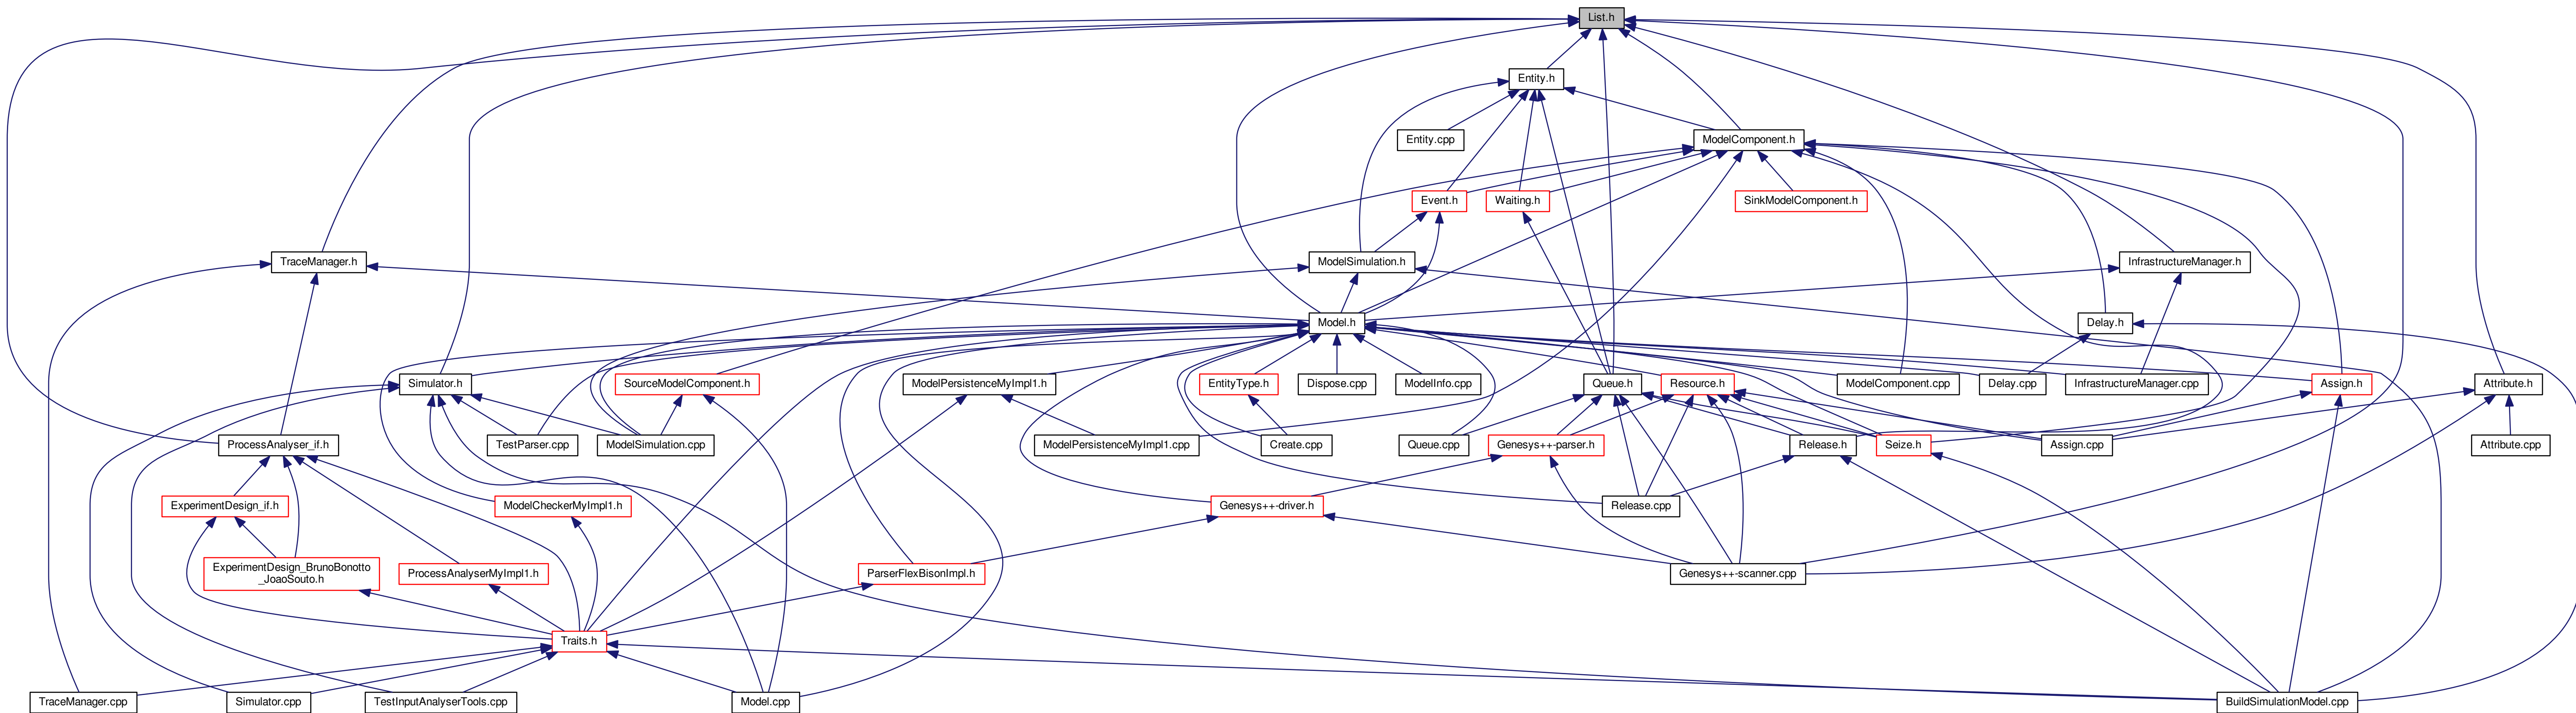 List.h
Entity.h
Entity.cpp
ModelComponent.h
Event.h
Waiting.h
SinkModelComponent.h
TraceManager.h
ModelSimulation.h
InfrastructureManager.h
Model.h
Delay.h
Simulator.h
SourceModelComponent.h
ModelPersistenceMyImpl1.h
EntityType.h
Dispose.cpp
ModelInfo.cpp
Queue.h
Resource.h
ModelComponent.cpp
Delay.cpp
InfrastructureManager.cpp
Assign.h
Attribute.h
ProcessAnalyser_if.h
TestParser.cpp
ModelSimulation.cpp
ModelPersistenceMyImpl1.cpp
Create.cpp
Queue.cpp
Genesys++-parser.h
Release.h
Seize.h
Assign.cpp
Attribute.cpp
ExperimentDesign_if.h
ModelCheckerMyImpl1.h
Genesys++-driver.h
Release.cpp
ExperimentDesign_BrunoBonotto
_JoaoSouto.h
ProcessAnalyserMyImpl1.h
ParserFlexBisonImpl.h
Genesys++-scanner.cpp
Traits.h
TraceManager.cpp
Simulator.cpp
TestInputAnalyserTools.cpp
Model.cpp
BuildSimulationModel.cpp